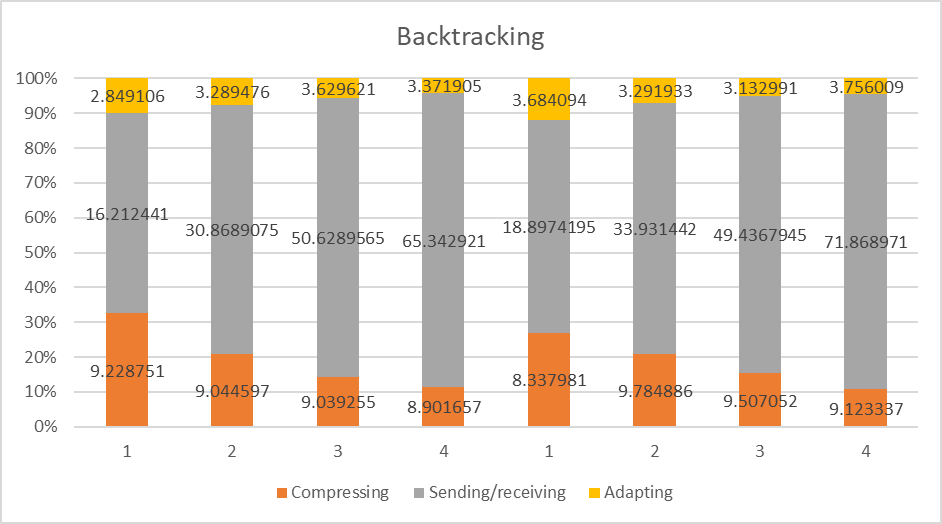 Backtracking
100%
90%
80%
70%
60%
50%
40%
30%
20%
10%
0%
2.849106 3.289476 3.629621 3.371905 3.684094 3.291933 3.132991 3.756009
16.212441 30.8689075 50.6289565 65.342921 18.8974195 33.931442 49.4367945 71.868971
9.228751 9.044597 9.039255 8.901657 8.337981 9.784886 9.507052 9.123337
1 2 3 4 1 2 3 4
Compressing Sending/receiving Adapting